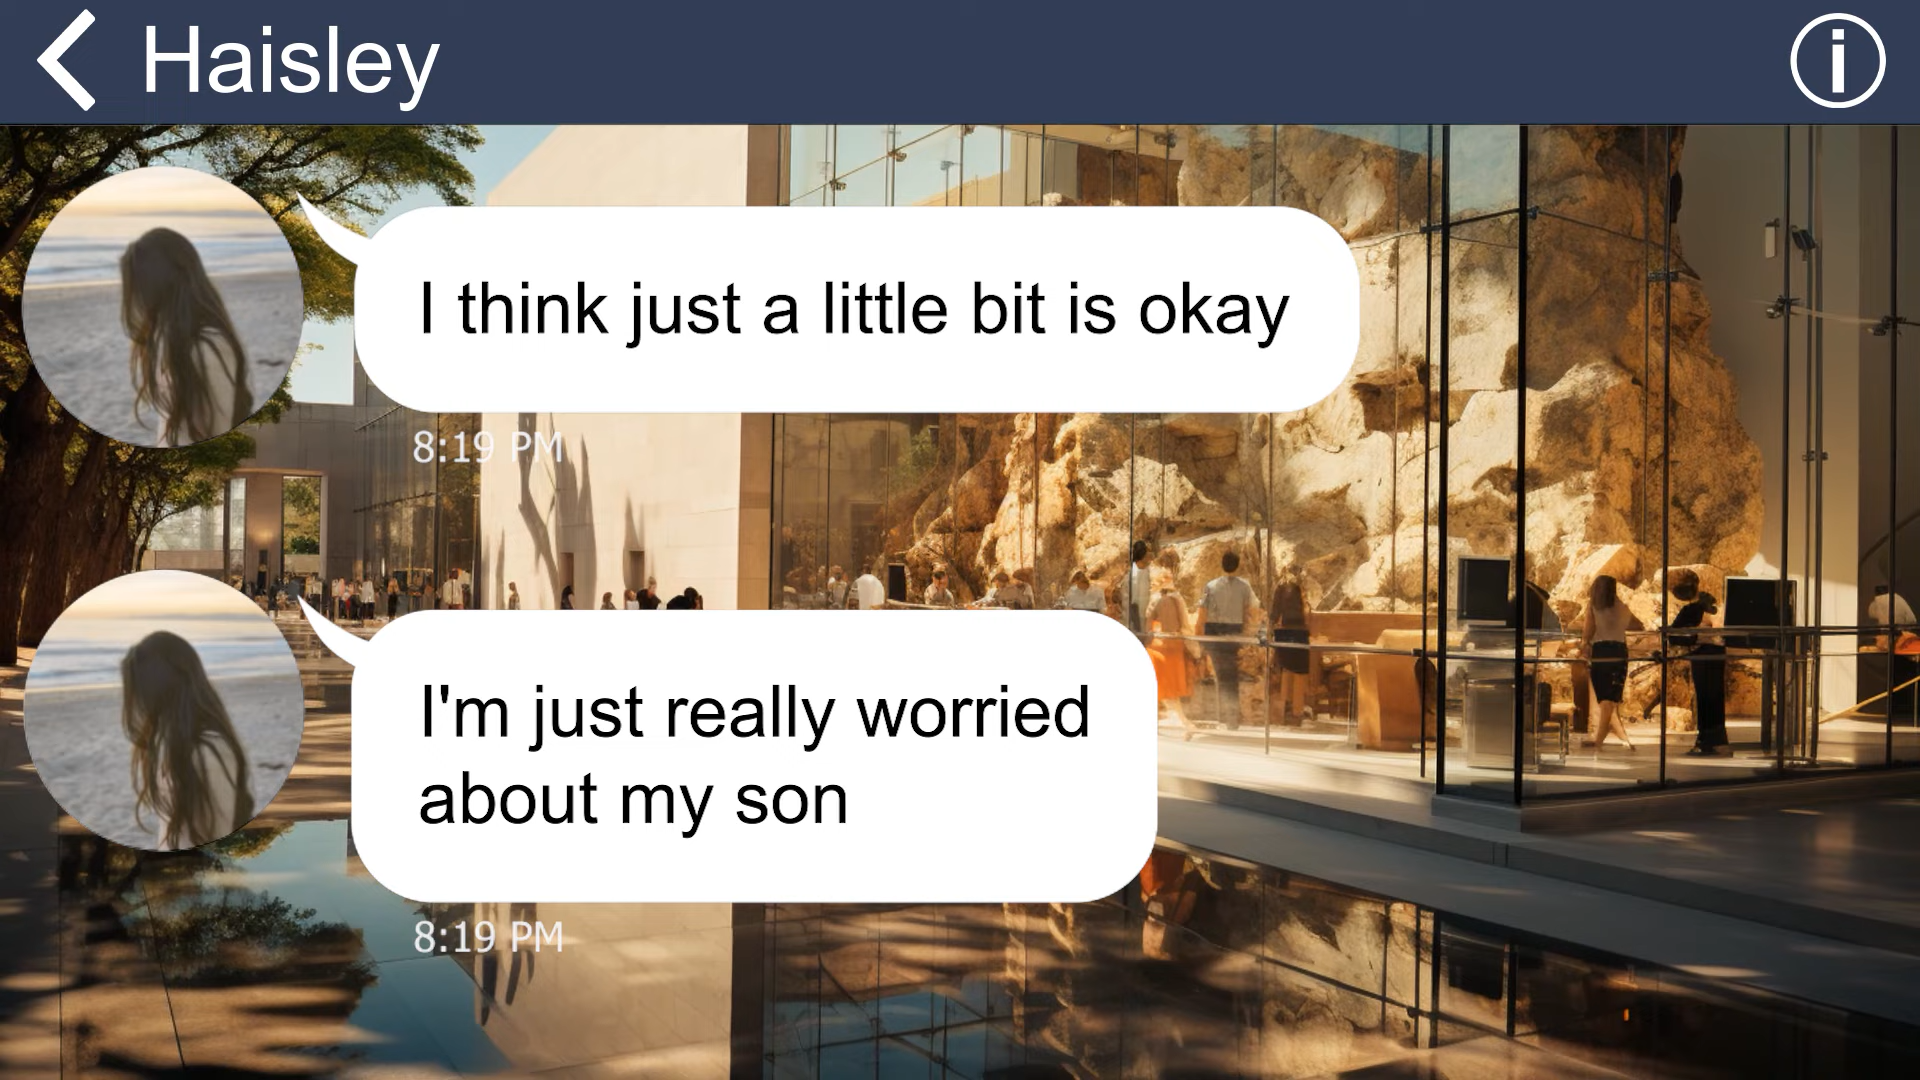 Haisley
I think just a little bit is okay
8:19 PM
I'm just really worried
about my son
8:19 PM